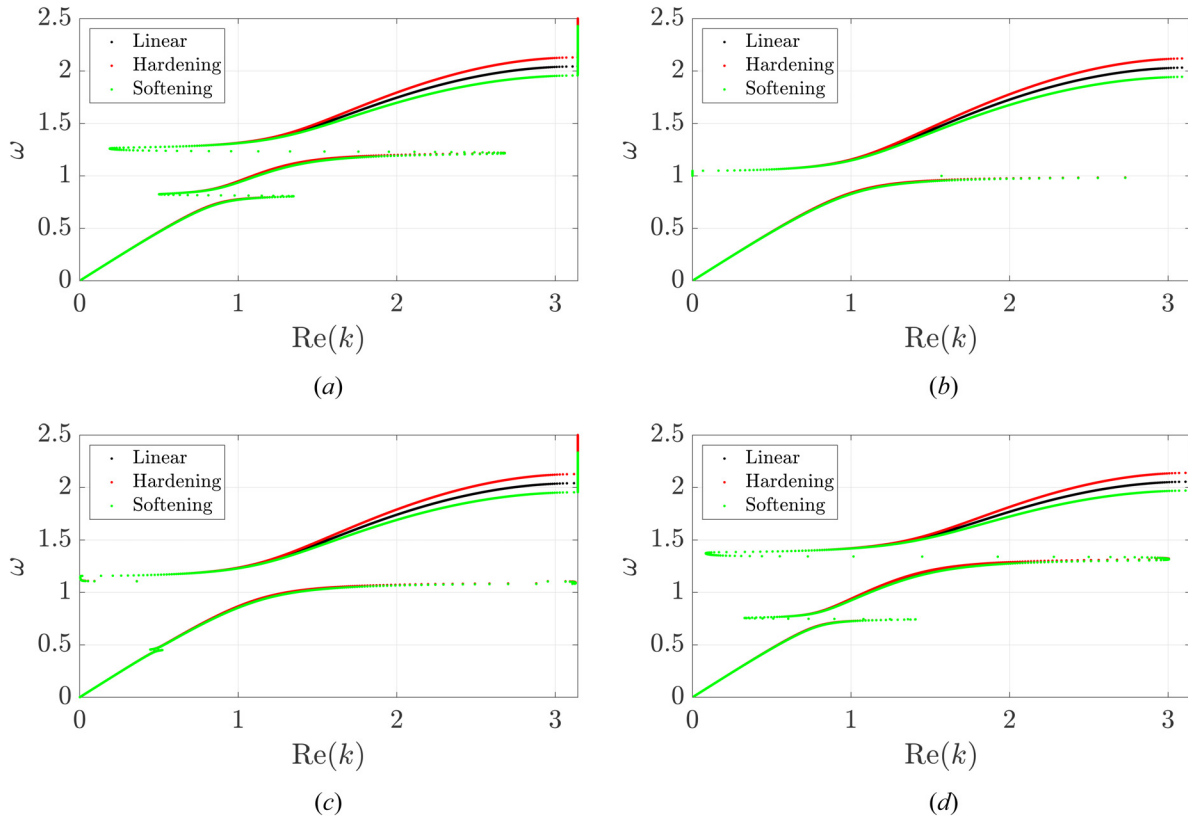 2.5
Linear
Hardening
Softening
2
1.5
ω
1
0.5
0
0
1
2
3
Re(k)
(a)
2.5
Linear
Hardening
Softening
2
1.5
ω
1
0.5
0
0
1
2
3
Re(k)
(b)
2.5
Linear
Hardening
Softening
2
1.5
ω
1
0.5
0
0
1
2
3
Re(k)
(c)
2.5
Linear
Hardening
Softening
2
1.5
ω
1
0.5
0
0
1
2
3
Re(k)
(d)